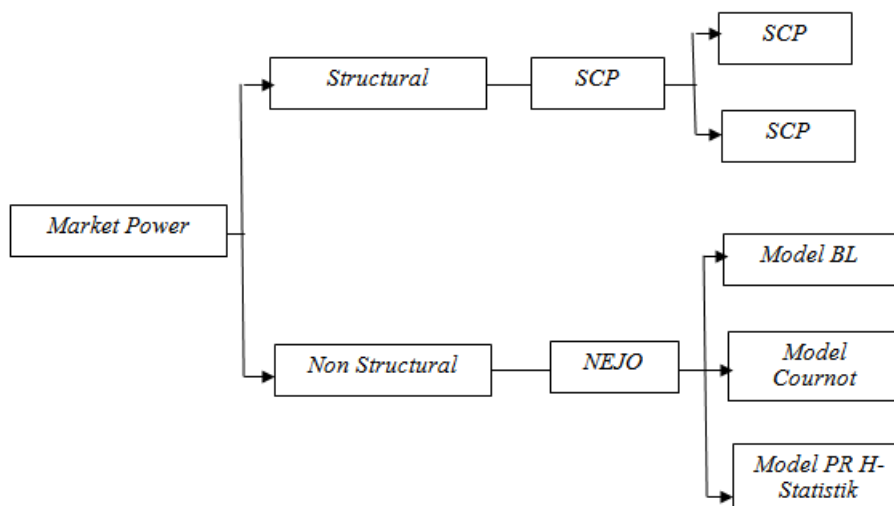 SCP
Structural
SCP
SCP
Market Power
Model BL
Non Structural
NEJO
Model
Cournot
Model PR H-
Statistik